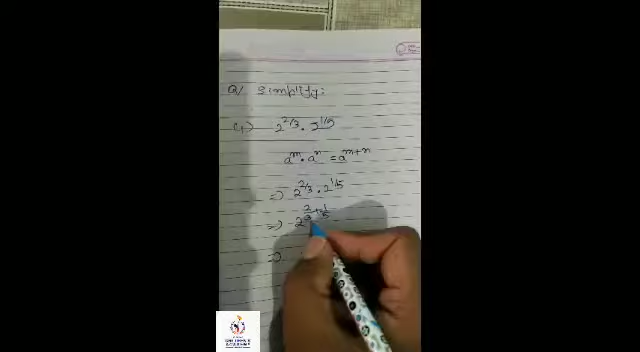 Q/ Simplify:
(i) 2^{2/3} . 2^{1/5}
a^m . a^n = a^{m+n}
=> 2^{2/3} . 2^{1/5}
=> 2^{2/3 + 1/5}
=>